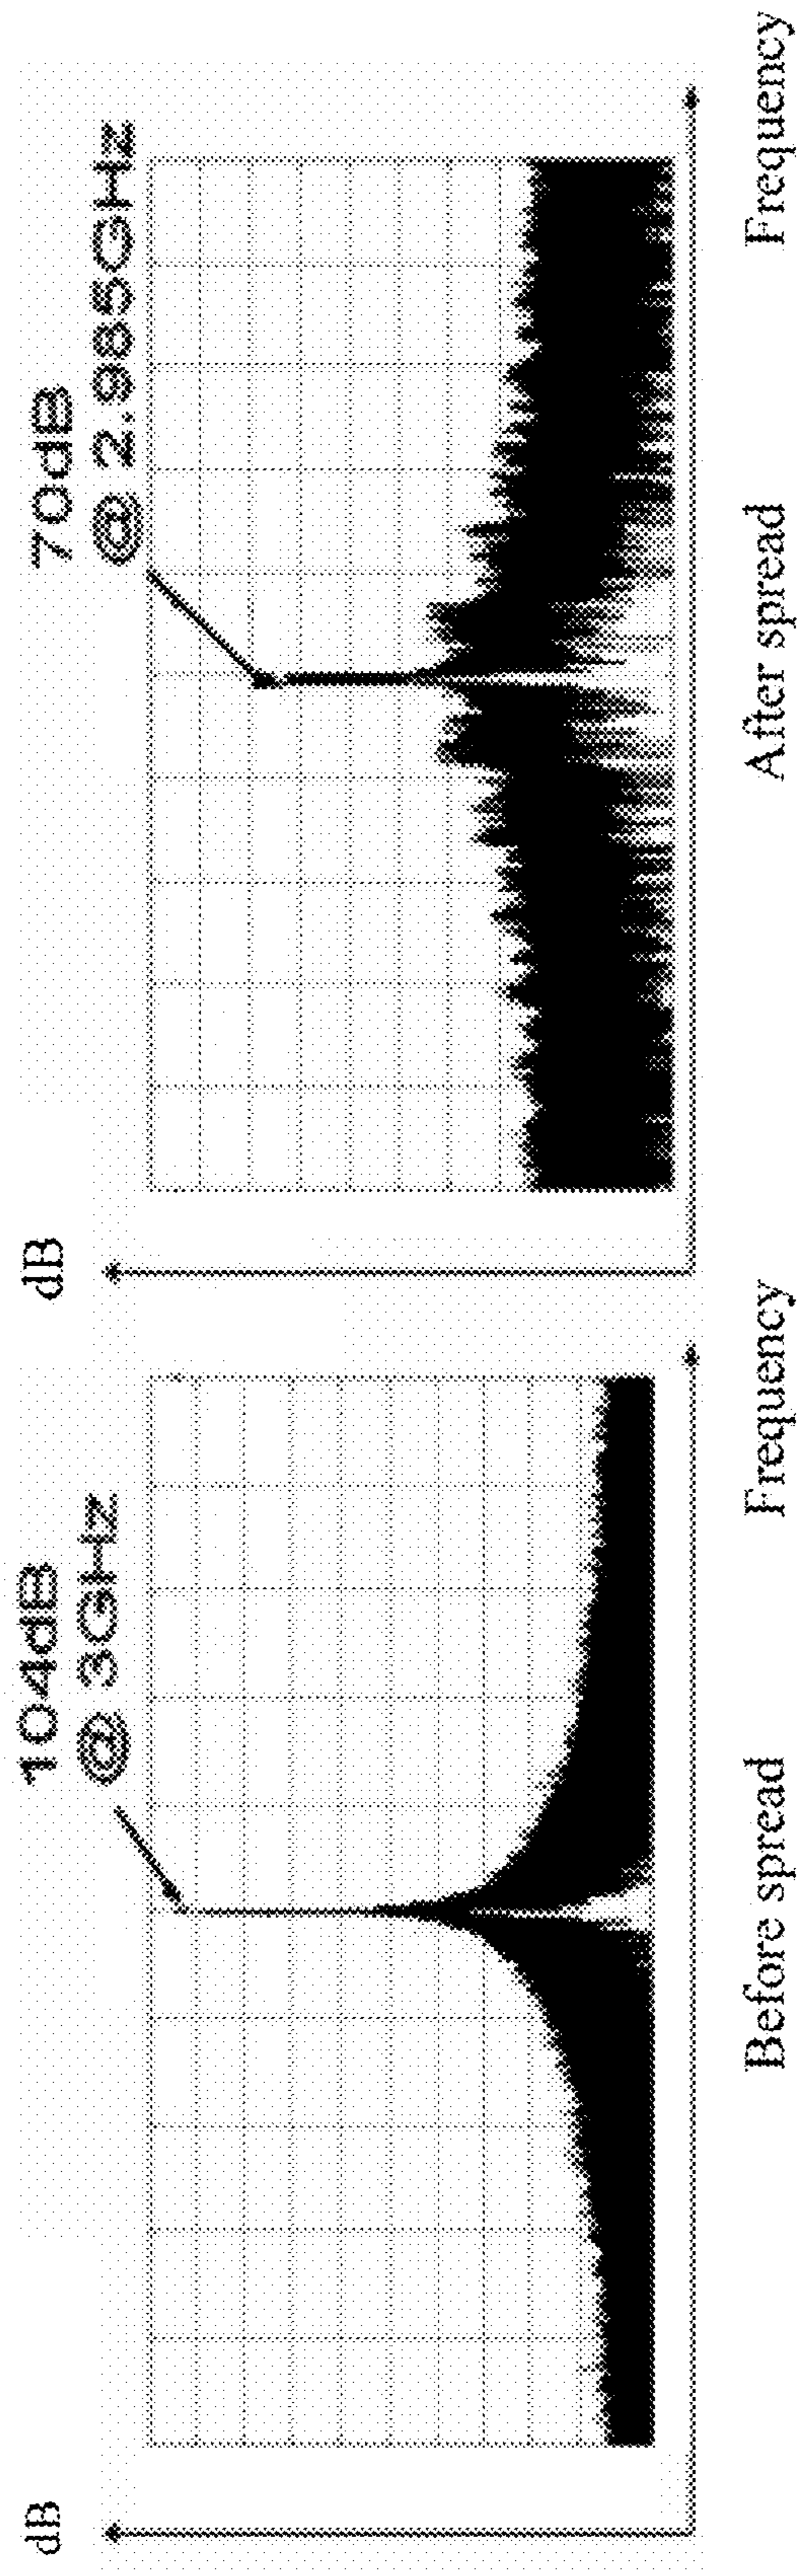 dB
104dB
@ 3GHz
Frequency
Before spread
dB
70dB
@ 2.985GHz
Frequency
After spread